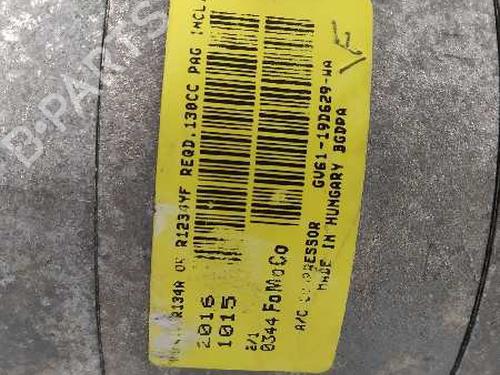 R134A OR R1234YF REQD.130CC PAG INCL.
2016
1015
2/1
0344 FoMoCo
A/C COMPRESSOR GV61-19D629-WA
MADE IN HUNGARY BGDPA
B-PARTS